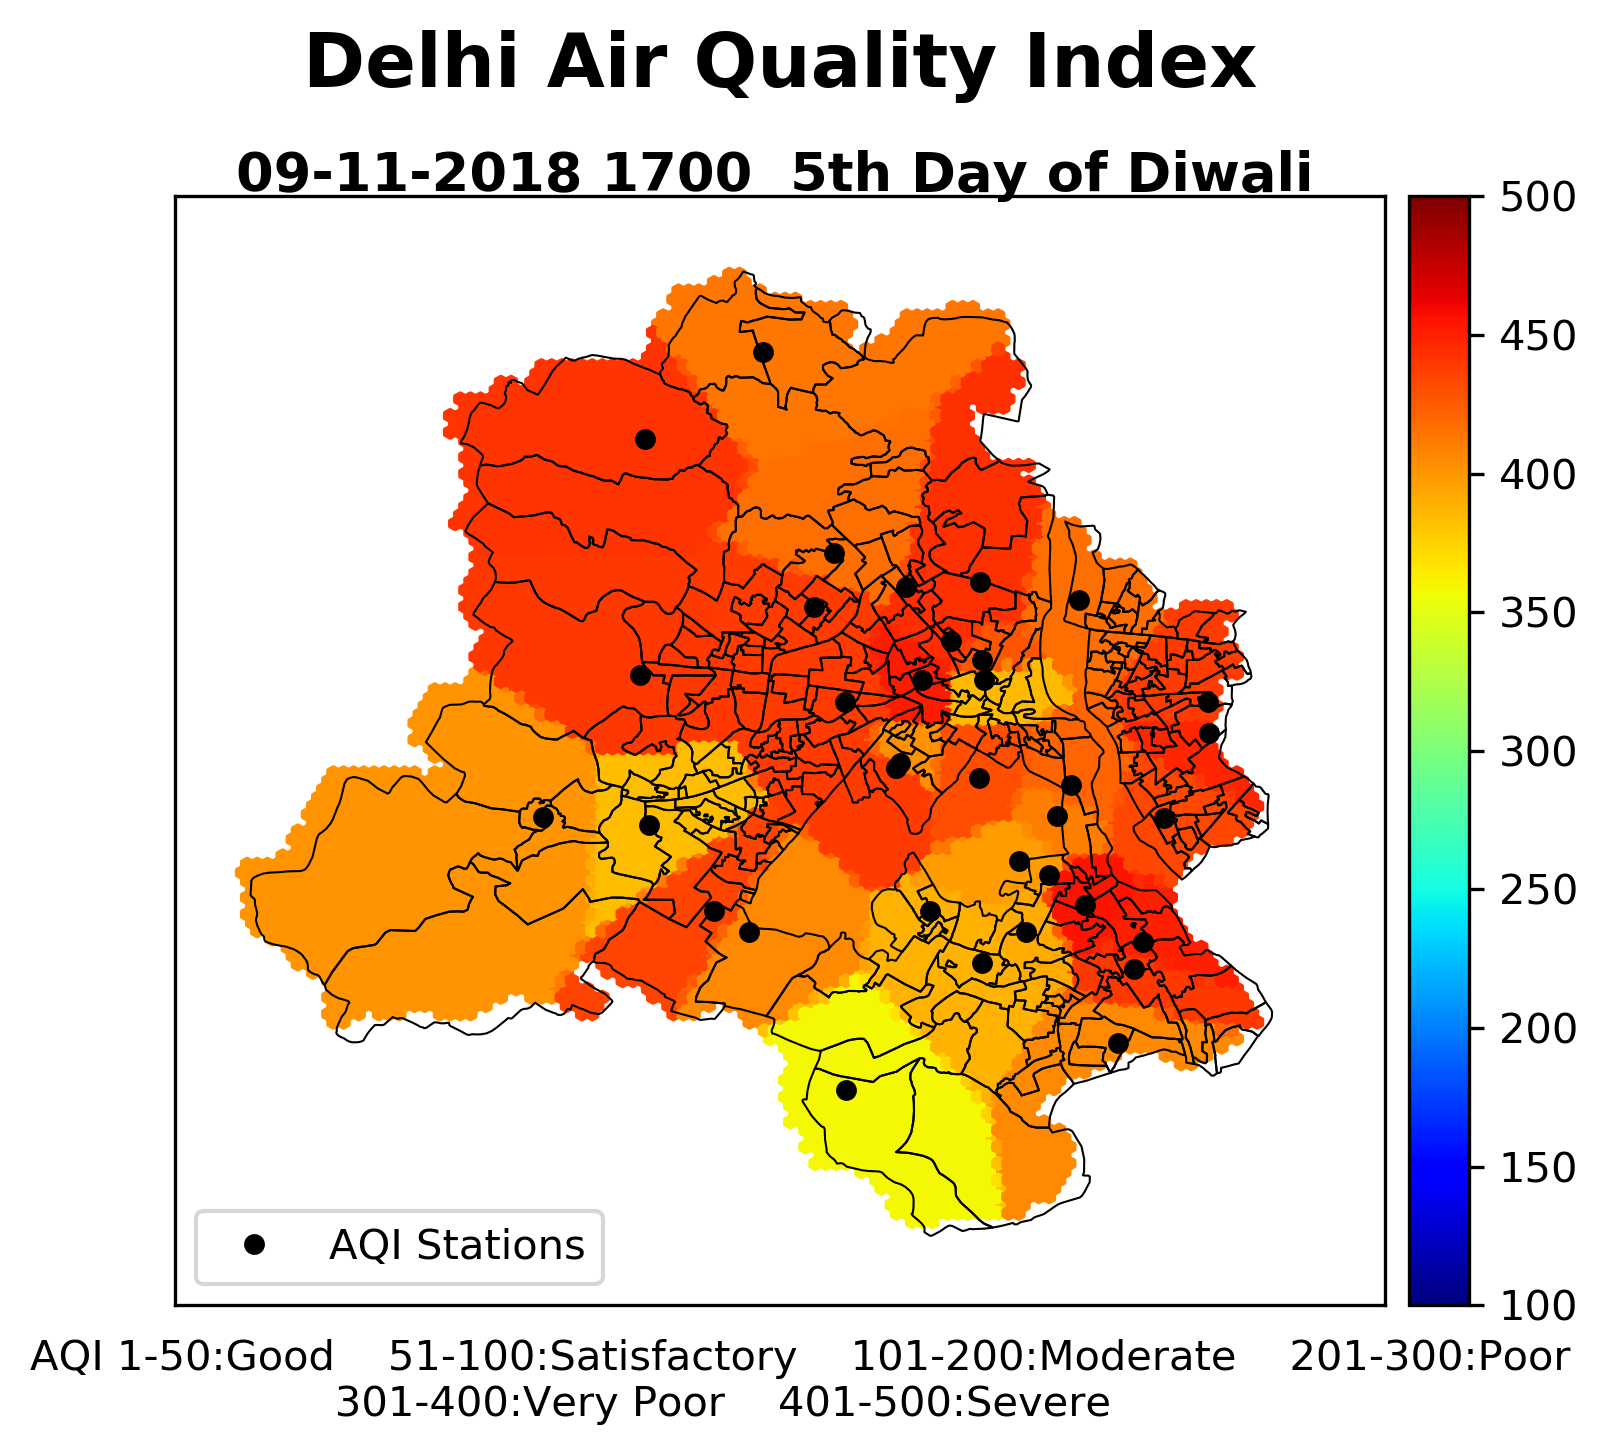 Delhi Air Quality Index
09-11-2018 1700  5th Day of Diwali
500
450
400
350
300
250
200
150
100
AQI Stations
AQI 1-50:Good    51-100:Satisfactory    101-200:Moderate    201-300:Poor
301-400:Very Poor    401-500:Severe